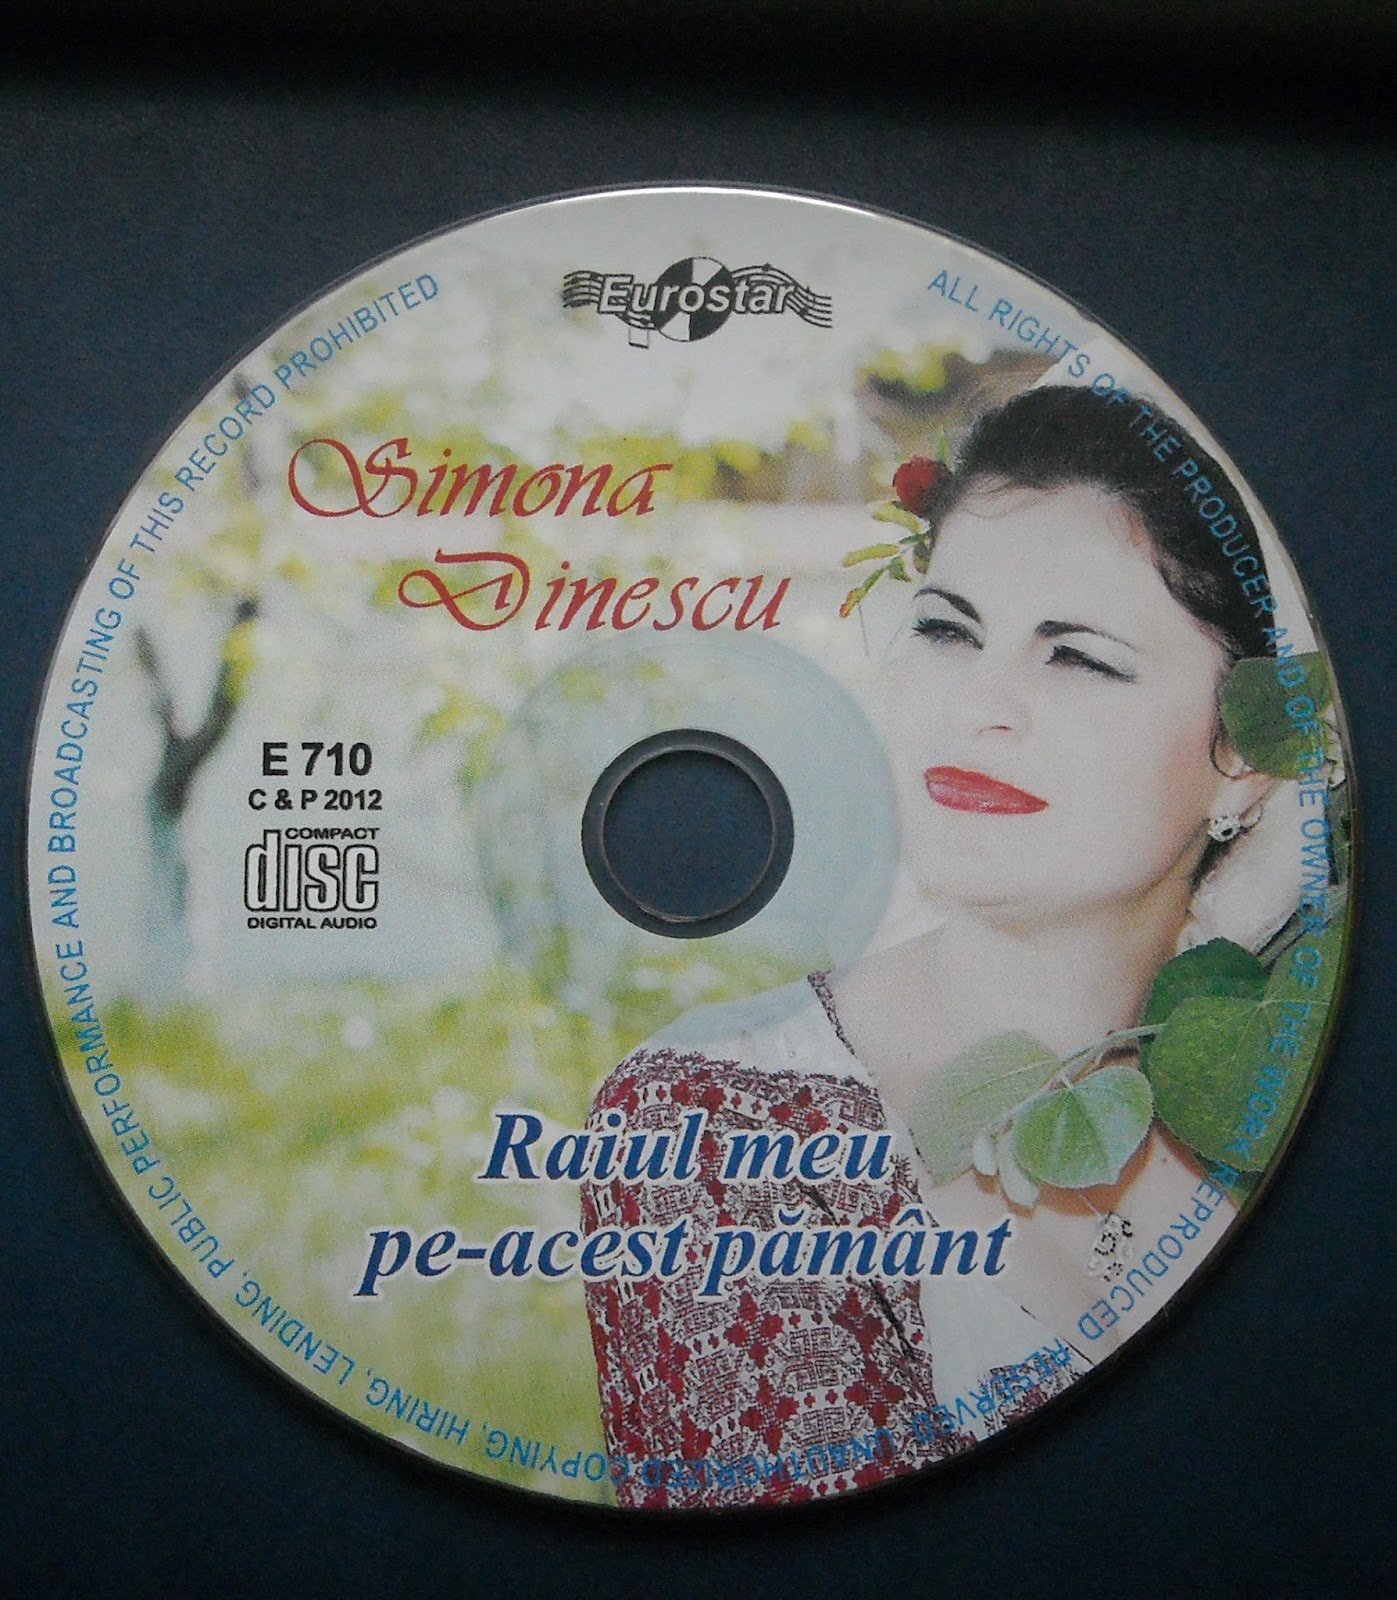 Eurostar
Simona
Dinescu
E 710
C & P 2012
COMPACT
disc
DIGITAL AUDIO
Raiul meu
pe-acest pământ
ALL RIGHTS OF THE PRODUCER AND OF THE OWNER OF THE WORK REPRODUCED RESERVED. UNAUTHORIZED COPYING, HIRING, LENDING, PUBLIC PERFORMANCE AND BROADCASTING OF THIS RECORD PROHIBITED